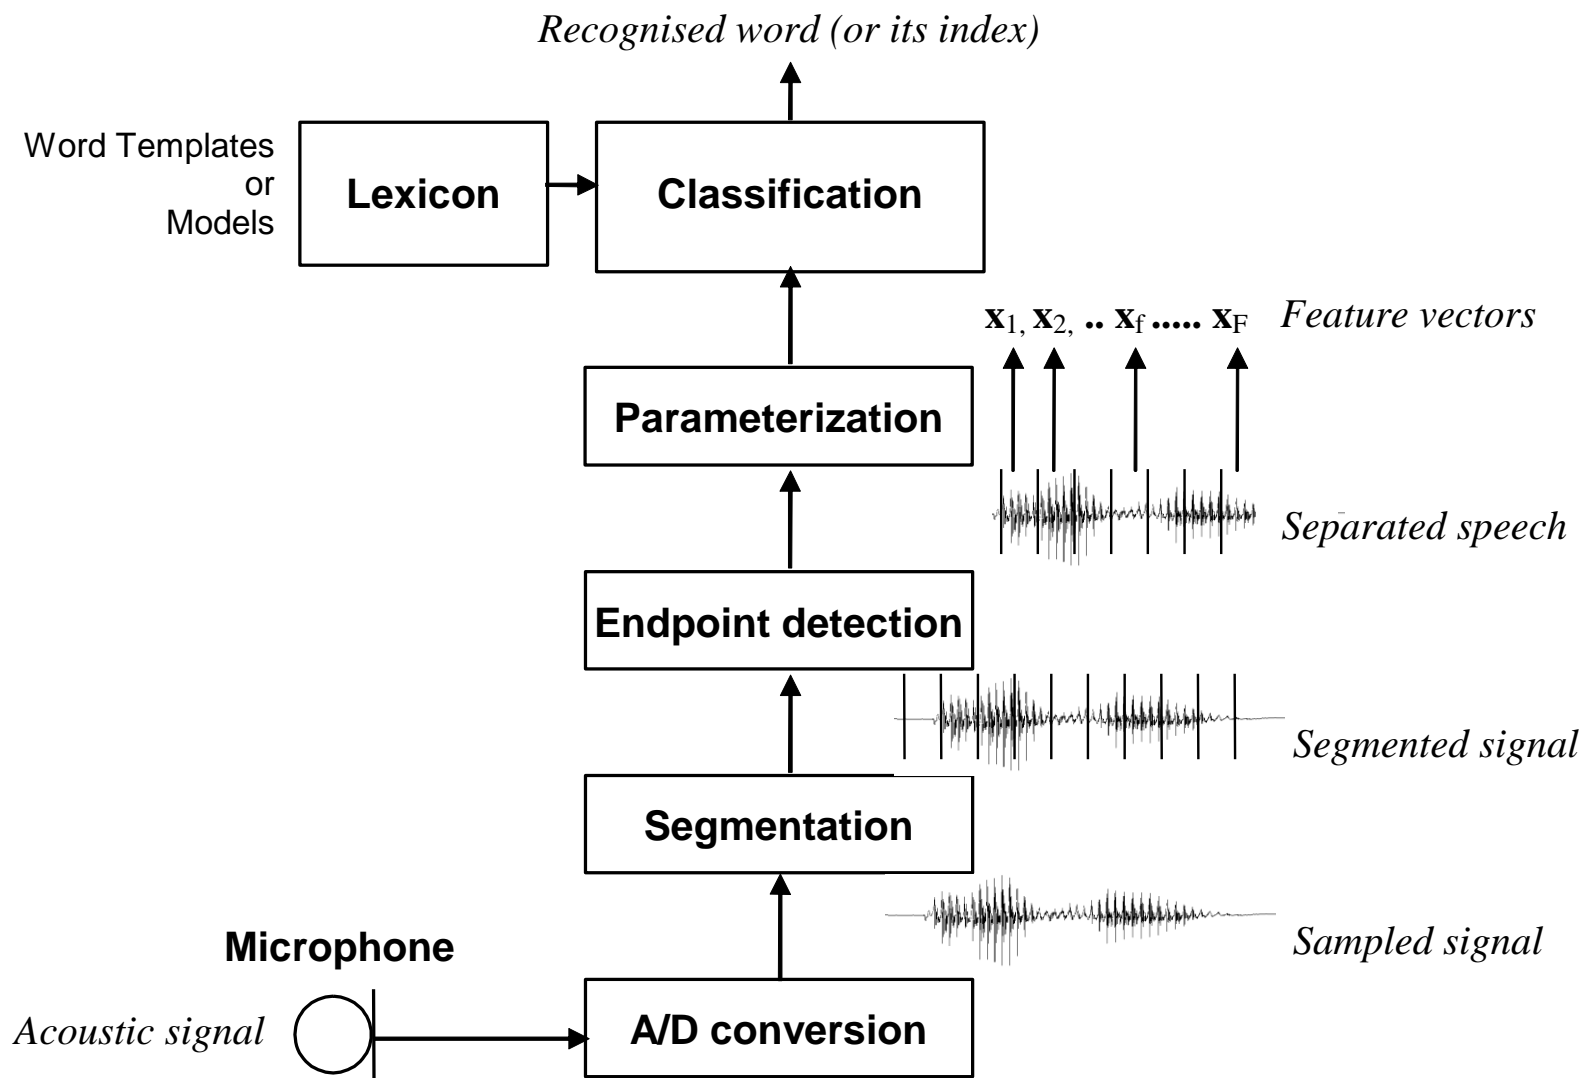 Recognised word (or its index)
Word Templates
or
Models
Lexicon
Classification
x1, x2, .. xf ..... xF Feature vectors
Parameterization
Separated speech
Endpoint detection
Segmented signal
Segmentation
Sampled signal
Microphone
Acoustic signal
A/D conversion